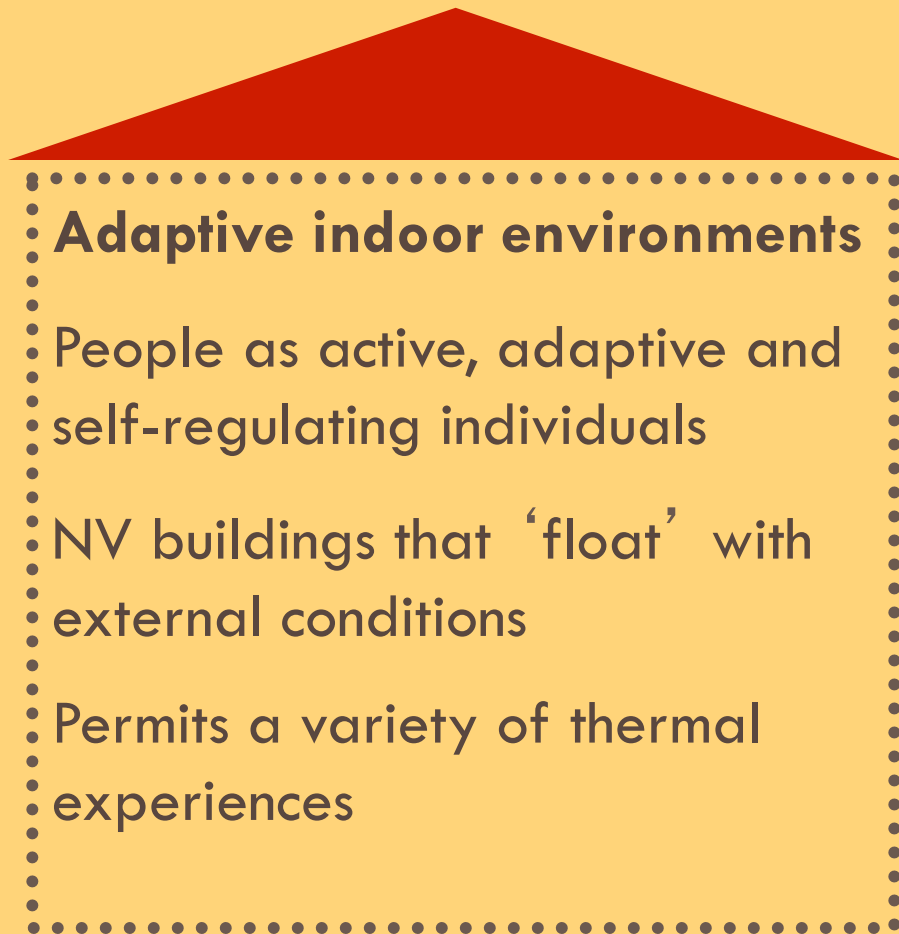 Adaptive indoor environments
People as active, adaptive and
self-regulating individuals
NV buildings that ‘float’ with
external conditions
Permits a variety of thermal
experiences